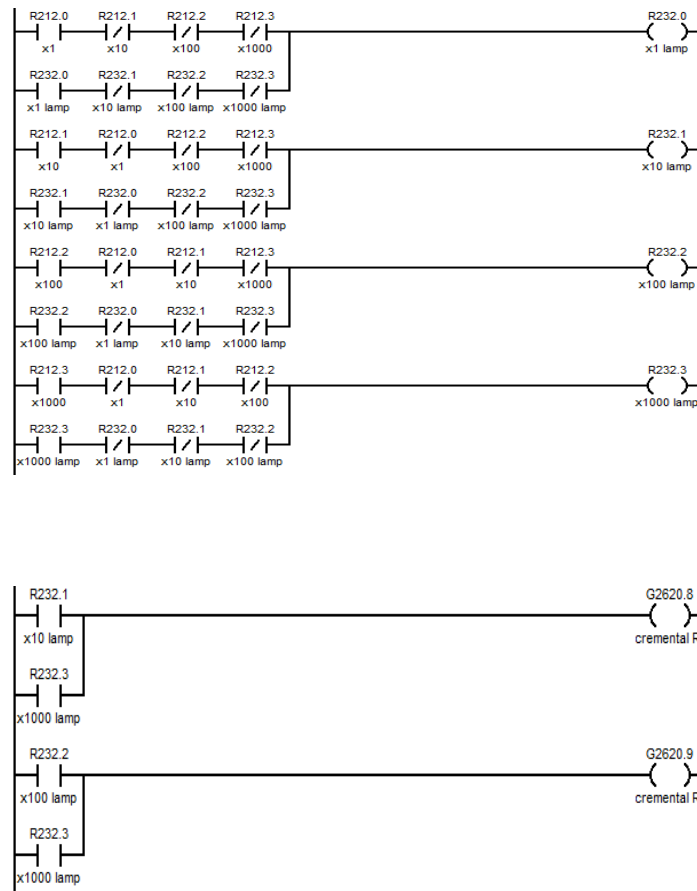 R212.0 R212.1 R212.2 R212.3 R232.0
x1 x10 x100 x1000 x1 lamp
R232.0 R232.1 R232.2 R232.3
x1 lamp x10 lamp x100 lamp x1000 lamp
R212.1 R212.0 R212.2 R212.3 R232.1
x10 x1 x100 x1000 x10 lamp
R232.1 R232.0 R232.2 R232.3
x10 lamp x1 lamp x100 lamp x1000 lamp
R212.2 R212.0 R212.1 R212.3 R232.2
x100 x1 x10 x1000 x100 lamp
R232.2 R232.0 R232.1 R232.3
x100 lamp x1 lamp x10 lamp x1000 lamp
R212.3 R212.0 R212.1 R212.2 R232.3
x1000 x1 x10 x100 x1000 lamp
R232.3 R232.0 R232.1 R232.2
x1000 lamp x1 lamp x10 lamp x100 lamp
R232.1 G2620.8
x10 lamp cremental R
R232.3
x1000 lamp
R232.2 G2620.9
x100 lamp cremental R
R232.3
x1000 lamp